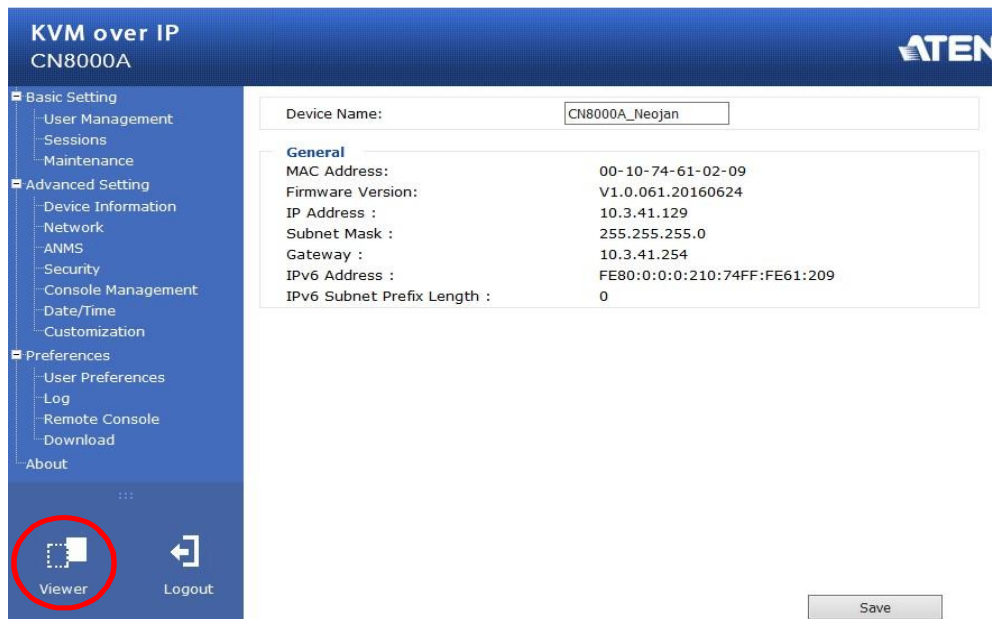 KVM over IP
CN8000A
ATEN
Basic Setting
User Management
Sessions
Maintenance
Advanced Setting
Device Information
Network
ANMS
Security
Console Management
Date/Time
Customization
Preferences
User Preferences
Log
Remote Console
Download
About
Viewer
Logout
Device Name: CN8000A_Neojan
General
MAC Address: 00-10-74-61-02-09
Firmware Version: V1.0.061.20160624
IP Address : 10.3.41.129
Subnet Mask : 255.255.255.0
Gateway : 10.3.41.254
IPv6 Address : FE80:0:0:0:210:74FF:FE61:209
IPv6 Subnet Prefix Length : 0
Save